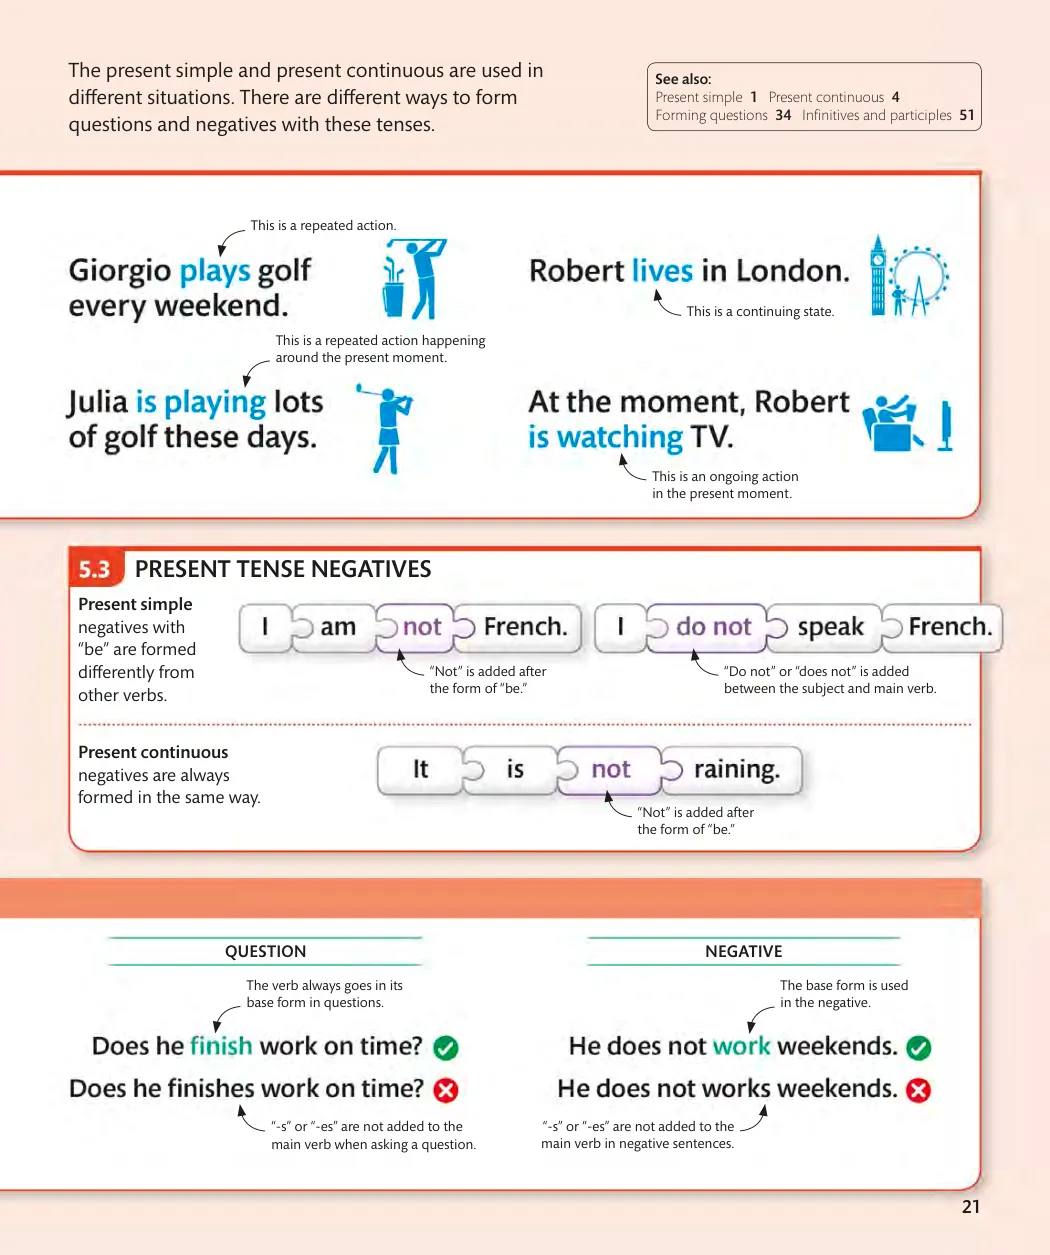 The present simple and present continuous are used in
different situations. There are different ways to form
questions and negatives with these tenses.
See also:
Present simple 1 Present continuous 4
Forming questions 34 Infinitives and participles 51
This is a repeated action.
Giorgio plays golf
every weekend.
Robert lives in London.
This is a continuing state.
This is a repeated action happening
around the present moment.
Julia is playing lots
of golf these days.
At the moment, Robert
is watching TV.
This is an ongoing action
in the present moment.
5.3 PRESENT TENSE NEGATIVES
Present simple
negatives with
“be” are formed
differently from
other verbs.
I am not French.
“Not” is added after
the form of “be.”
I do not speak French.
“Do not” or “does not” is added
between the subject and main verb.
Present continuous
negatives are always
formed in the same way.
It is not raining.
“Not” is added after
the form of “be.”
QUESTION
The verb always goes in its
base form in questions.
Does he finish work on time?
Does he finishes work on time?
“-s” or “-es” are not added to the
main verb when asking a question.
NEGATIVE
The base form is used
in the negative.
He does not work weekends.
He does not works weekends.
“-s” or “-es” are not added to the
main verb in negative sentences.
21